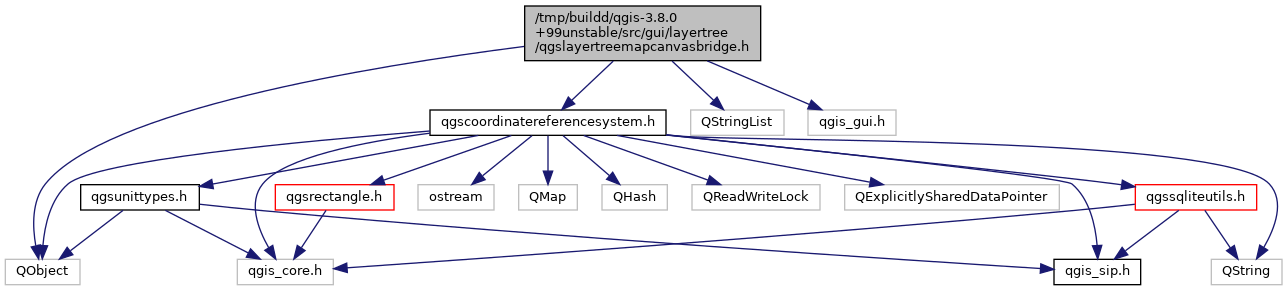 /tmp/buildd/qgis-3.8.0
+99unstable/src/gui/layertree
/qgslayertreemapcanvasbridge.h
qgscoordinatereferencesystem.h
QStringList
qgis_gui.h
qgsunittypes.h
qgsrectangle.h
ostream
QMap
QHash
QReadWriteLock
QExplicitlySharedDataPointer
qgssqliteutils.h
QObject
qgis_core.h
qgis_sip.h
QString